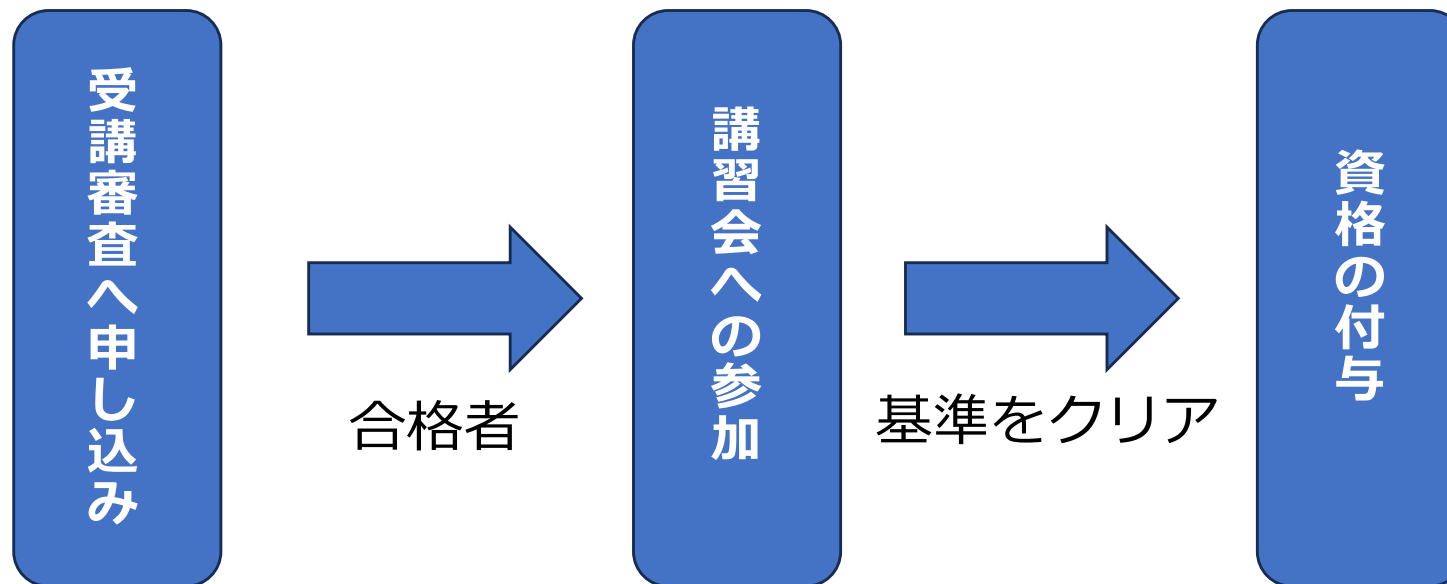 受講審査へ申し込み
合格者
講習会への参加
基準をクリア
資格の付与